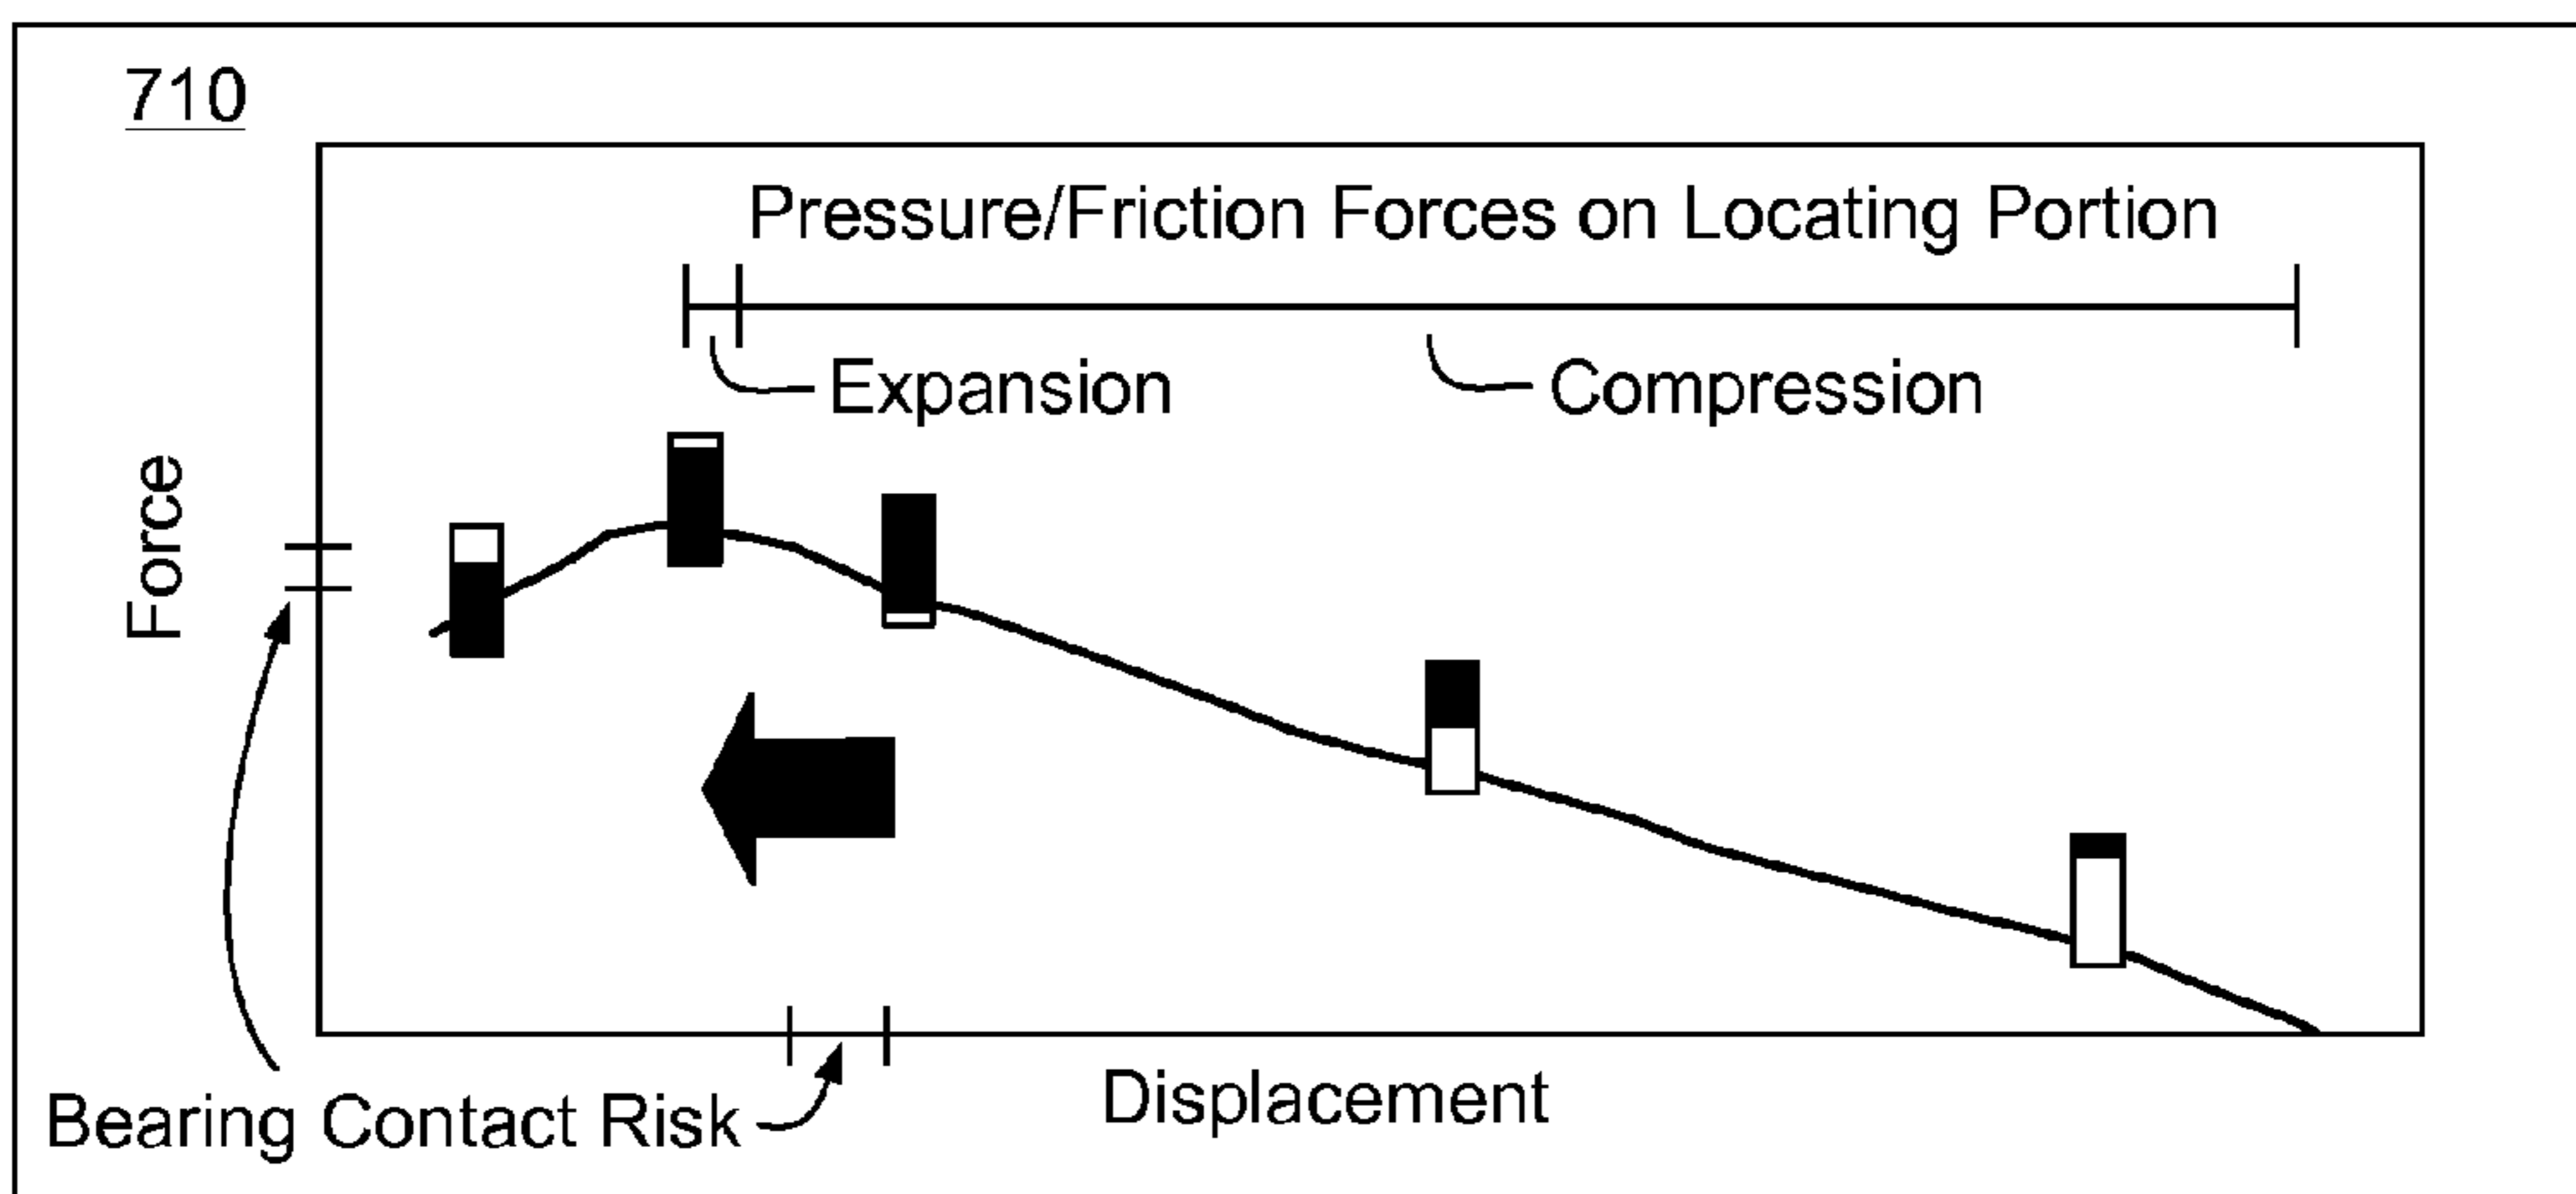 710
Pressure/Friction Forces on Locating Portion
Expansion
Compression
Force
Bearing Contact Risk
Displacement